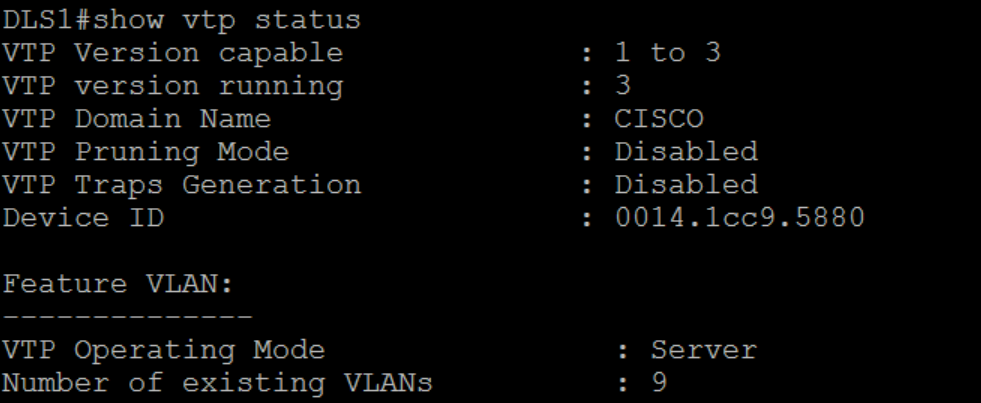 DLS1#show vtp status
VTP Version capable : 1 to 3
VTP version running : 3
VTP Domain Name : CISCO
VTP Pruning Mode : Disabled
VTP Traps Generation : Disabled
Device ID : 0014.1cc9.5880
Feature VLAN:
--------------
VTP Operating Mode : Server
Number of existing VLANs : 9